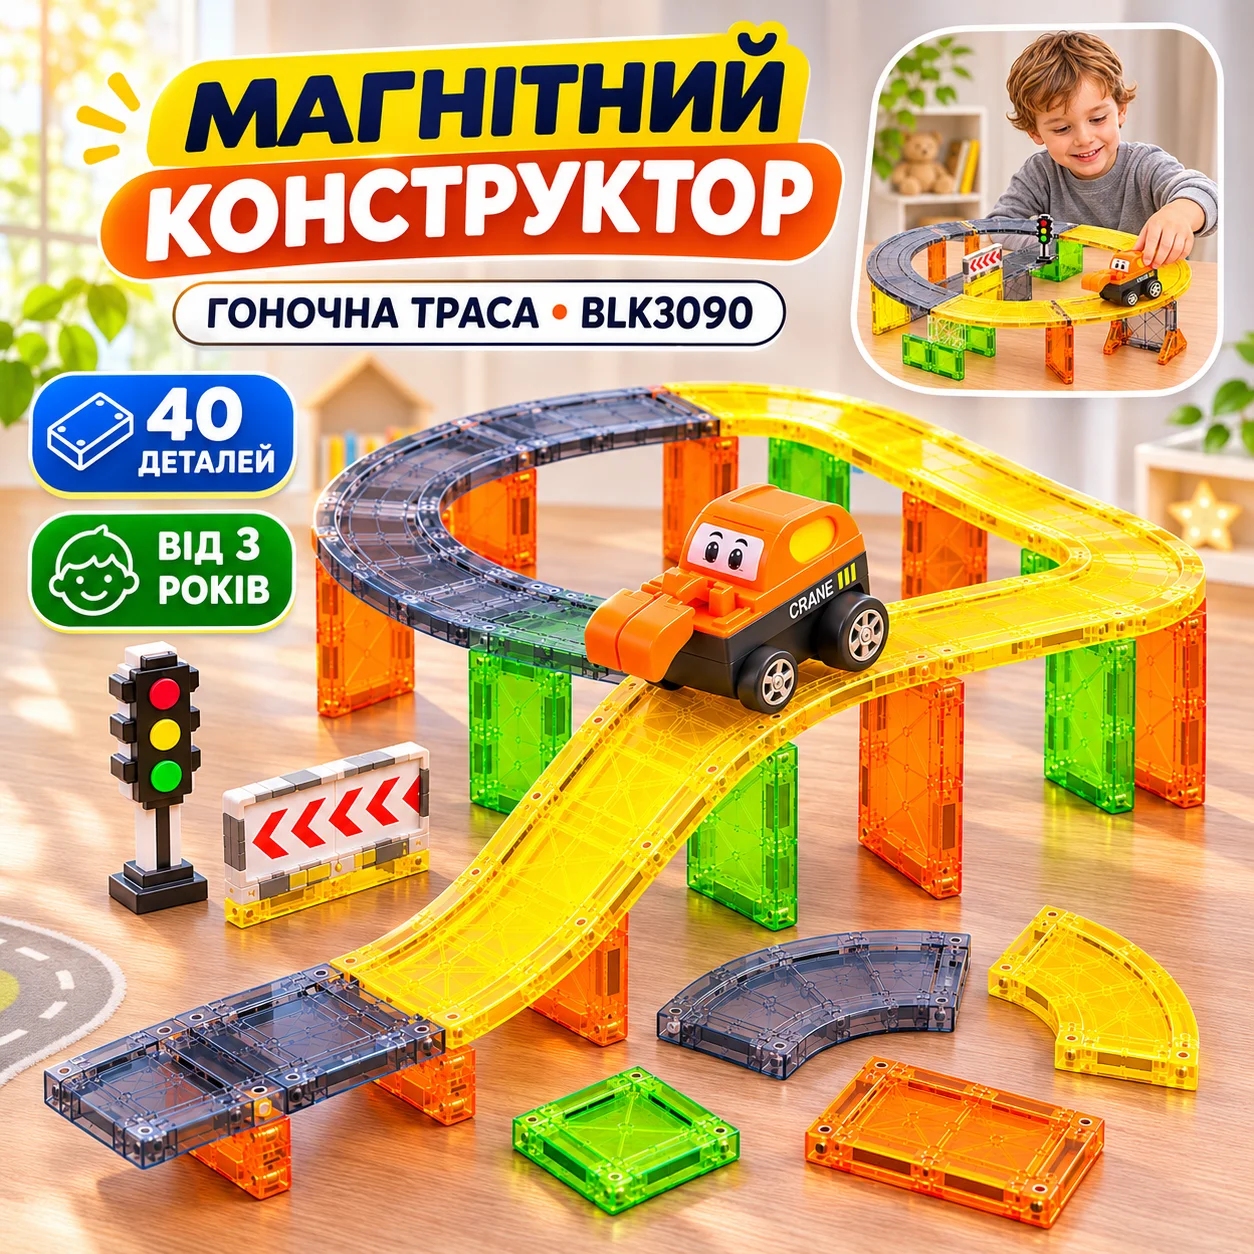 МАГНІТНИЙ
КОНСТРУКТОР
ГОНОЧНА ТРАСА • BLK3090
40
ДЕТАЛЕЙ
ВІД 3
РОКІВ
CRANE